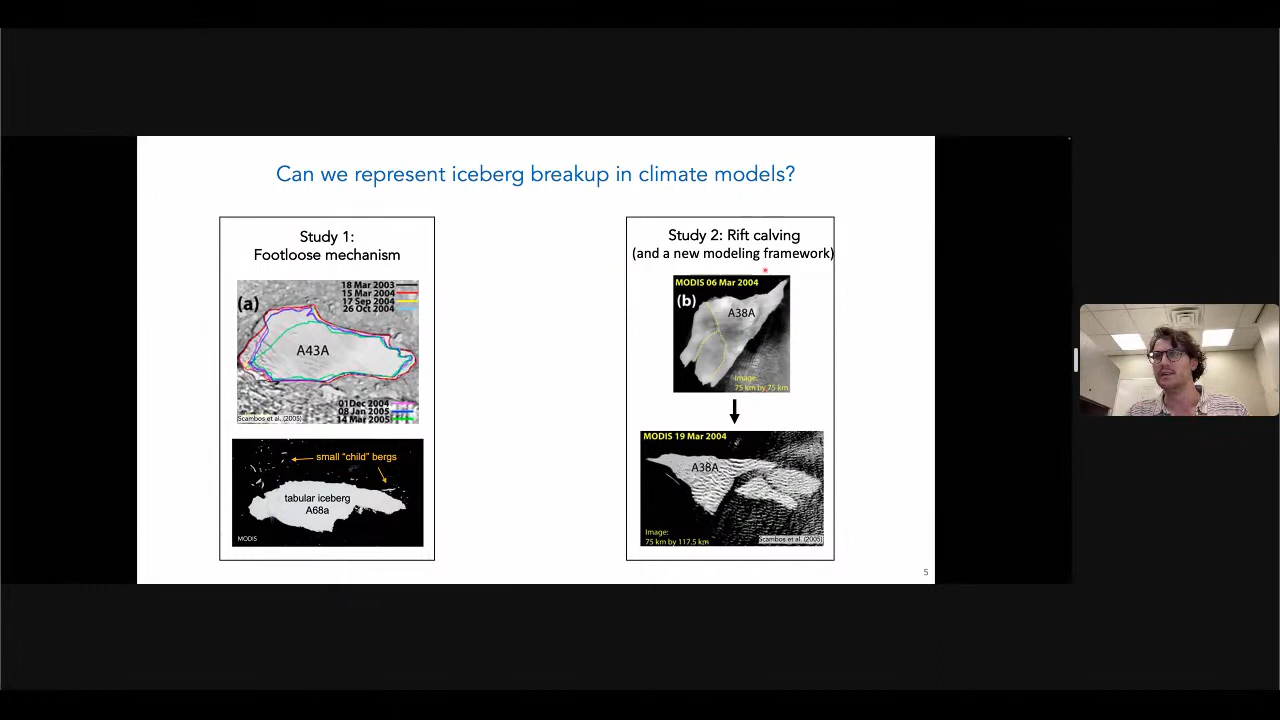 Can we represent iceberg breakup in climate models?
Study 1:
Footloose mechanism
18 Mar 2003
15 Mar 2004
17 Sep 2004
26 Oct 2004
(a)
A43A
01Dec 2004
08 Jan 2005
14 Mar 2005
Scambos et al. (2005)
small "child" bergs
tabular iceberg
A68a
MODIS
Study 2: Rift calving
(and a new modeling framework)
MODIS 06 Mar 2004
(b)
A38A
Image:
75 km by 75 km
MODIS 19 Mar 2004
A38A
Image:
75 km by 117.5 km
Scambos et al. (2005)
5